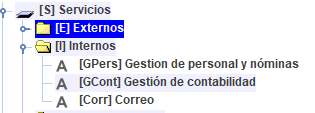 [S] Servicios
[E] Externos
[I] Internos
[GPers] Gestion de personal y nóminas
[GCont] Gestión de contabilidad
[Corr] Correo